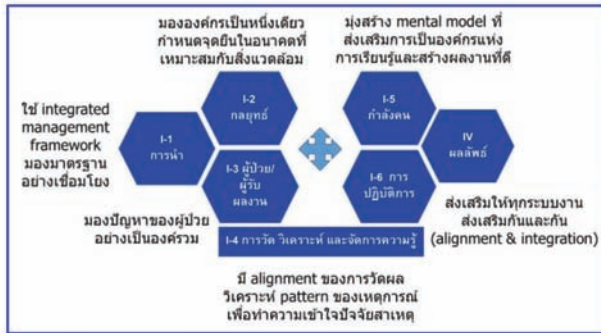 มององค์กรเป็นหนึ่งเดียว
กำหนดจุดยืนในอนาคตที่
เหมาะสมกับสิ่งแวดล้อม
มุ่งสร้าง mental model ที่
ส่งเสริมการเป็นองค์กรแห่ง
การเรียนรู้และสร้างผลงานที่ดี
ใช้ integrated
management
framework
มองมาตรฐาน
อย่างเชื่อมโยง
I-1
การนำ
I-2
กลยุทธ์
I-3 ผู้ป่วย/
ผู้รับ
ผลงาน
I-5
กำลังคน
I-6 การ
ปฏิบัติการ
IV
ผลลัพธ์
มองปัญหาของผู้ป่วย
อย่างเป็นองค์รวม
ส่งเสริมให้ทุกระบบงาน
ส่งเสริมกันและกัน
(alignment & integration)
I-4 การวัด วิเคราะห์ และจัดการความรู้
มี alignment ของการวัดผล
วิเคราะห์ pattern ของเหตุการณ์
เพื่อทำความเข้าใจปัจจัยสาเหตุ